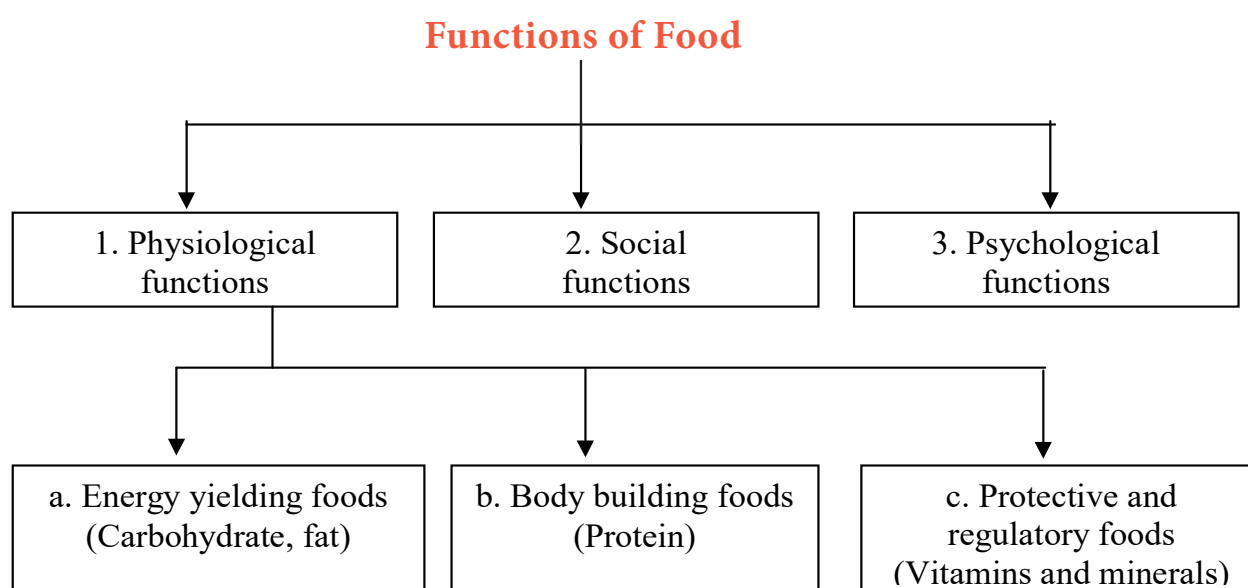 Functions of Food
1. Physiological
functions
2. Social
functions
3. Psychological
functions
a. Energy yielding foods
(Carbohydrate, fat)
b. Body building foods
(Protein)
c. Protective and
regulatory foods
(Vitamins and minerals)